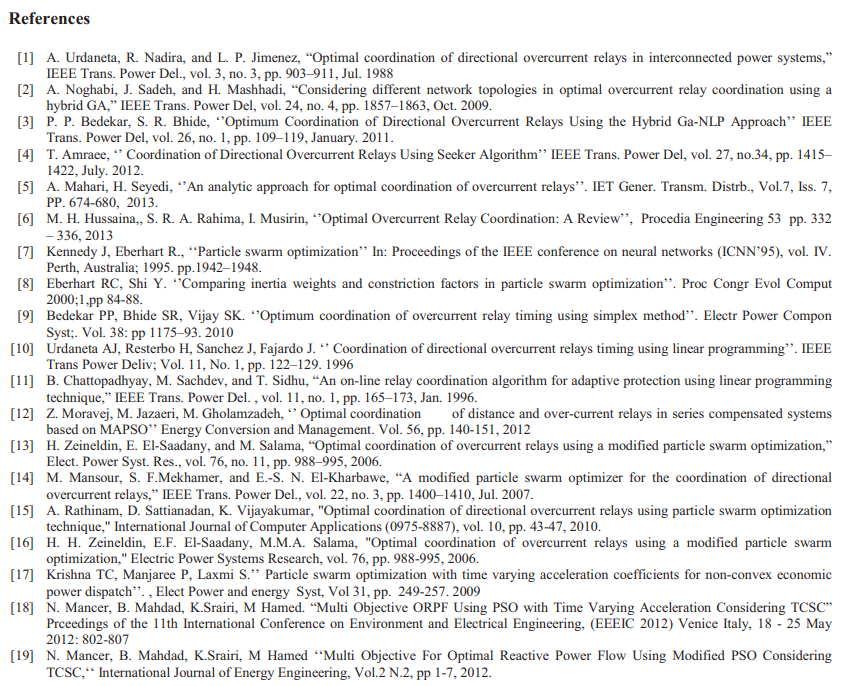 References
[1] A. Urdaneta, R. Nadira, and L. P. Jimenez, “Optimal coordination of directional overcurrent relays in interconnected power systems,”
IEEE Trans. Power Del., vol. 3, no. 3, pp. 903–911, Jul. 1988
[2] A. Noghabi, J. Sadeh, and H. Mashhadi, “Considering different network topologies in optimal overcurrent relay coordination using a
hybrid GA,” IEEE Trans. Power Del, vol. 24, no. 4, pp. 1857–1863, Oct. 2009.
[3] P. P. Bedekar, S. R. Bhide, ‘’Optimum Coordination of Directional Overcurrent Relays Using the Hybrid Ga-NLP Approach’’ IEEE
Trans. Power Del, vol. 26, no. 1, pp. 109–119, January. 2011.
[4] T. Amraee, ‘’ Coordination of Directional Overcurrent Relays Using Seeker Algorithm’’ IEEE Trans. Power Del, vol. 27, no.34, pp. 1415–
1422, July. 2012.
[5] A. Mahari, H. Seyedi, ‘’An analytic approach for optimal coordination of overcurrent relays’’. IET Gener. Transm. Distrb., Vol.7, Iss. 7,
PP. 674-680, 2013.
[6] M. H. Hussaina,, S. R. A. Rahima, I. Musirin, ‘’Optimal Overcurrent Relay Coordination: A Review’’, Procedia Engineering 53 pp. 332
– 336, 2013
[7] Kennedy J, Eberhart R., ‘‘Particle swarm optimization’’ In: Proceedings of the IEEE conference on neural networks (ICNN’95), vol. IV.
Perth, Australia; 1995. pp.1942–1948.
[8] Eberhart RC, Shi Y. ‘’Comparing inertia weights and constriction factors in particle swarm optimization’’. Proc Congr Evol Comput
2000;1,pp 84-88.
[9] Bedekar PP, Bhide SR, Vijay SK. ‘’Optimum coordination of overcurrent relay timing using simplex method’’. Electr Power Compon
Syst;. Vol. 38: pp 1175–93. 2010
[10] Urdaneta AJ, Resterbo H, Sanchez J, Fajardo J. ‘’ Coordination of directional overcurrent relays timing using linear programming’’. IEEE
Trans Power Deliv; Vol. 11, No. 1, pp. 122–129. 1996
[11] B. Chattopadhyay, M. Sachdev, and T. Sidhu, “An on-line relay coordination algorithm for adaptive protection using linear programming
technique,” IEEE Trans. Power Del. , vol. 11, no. 1, pp. 165–173, Jan. 1996.
[12] Z. Moravej, M. Jazaeri, M. Gholamzadeh, ‘’ Optimal coordination of distance and over-current relays in series compensated systems
based on MAPSO’’ Energy Conversion and Management. Vol. 56, pp. 140-151, 2012
[13] H. Zeineldin, E. El-Saadany, and M. Salama, “Optimal coordination of overcurrent relays using a modified particle swarm optimization,”
Elect. Power Syst. Res., vol. 76, no. 11, pp. 988–995, 2006.
[14] M. Mansour, S. F.Mekhamer, and E.-S. N. El-Kharbawe, “A modified particle swarm optimizer for the coordination of directional
overcurrent relays,” IEEE Trans. Power Del., vol. 22, no. 3, pp. 1400–1410, Jul. 2007.
[15] A. Rathinam, D. Sattianadan, K. Vijayakumar, "Optimal coordination of directional overcurrent relays using particle swarm optimization
technique," International Journal of Computer Applications (0975-8887), vol. 10, pp. 43-47, 2010.
[16] H. H. Zeineldin, E.F. El-Saadany, M.M.A. Salama, "Optimal coordination of overcurrent relays using a modified particle swarm
optimization," Electric Power Systems Research, vol. 76, pp. 988-995, 2006.
[17] Krishna TC, Manjaree P, Laxmi S.’’ Particle swarm optimization with time varying acceleration coefficients for non-convex economic
power dispatch’’. , Elect Power and energy Syst, Vol 31, pp. 249-257. 2009
[18] N. Mancer, B. Mahdad, K.Srairi, M Hamed. “Multi Objective ORPF Using PSO with Time Varying Acceleration Considering TCSC”
Prceedings of the 11th International Conference on Environment and Electrical Engineering, (EEEIC 2012) Venice Italy, 18 - 25 May
2012: 802-807
[19] N. Mancer, B. Mahdad, K.Srairi, M Hamed ‘‘Multi Objective For Optimal Reactive Power Flow Using Modified PSO Considering
TCSC,‘‘ International Journal of Energy Engineering, Vol.2 N.2, pp 1-7, 2012.